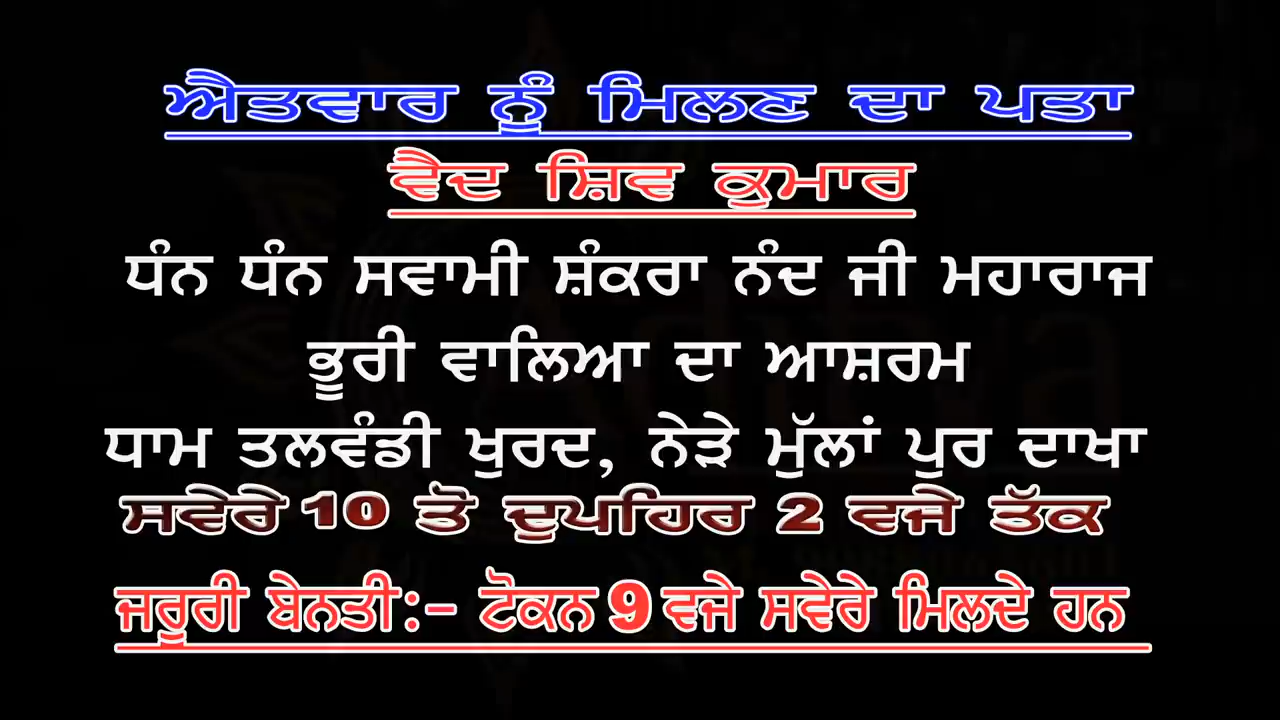 ਐਤਵਾਰ ਨੂੰ ਮਿਲਣ ਦਾ ਪਤਾ
ਵੈਦ ਸ਼ਿਵ ਕੁਮਾਰ
ਧੰਨ ਧੰਨ ਸਵਾਮੀ ਸ਼ੰਕਰਾ ਨੰਦ ਜੀ ਮਹਾਰਾਜ
ਭੂਰੀ ਵਾਲਿਆ ਦਾ ਆਸ਼ਰਮ
ਧਾਮ ਤਲਵੰਡੀ ਖੁਰਦ, ਨੇੜੇ ਮੁੱਲਾਂ ਪੁਰ ਦਾਖਾ
ਸਵੇਰੇ 10 ਤੋ ਦੁਪਹਿਰ 2 ਵਜੇ ਤੱਕ
ਜਰੂਰੀ ਬੇਨਤੀ:- ਟੋਕਨ 9 ਵਜੇ ਸਵੇਰੇ ਮਿਲਦੇ ਹਨ